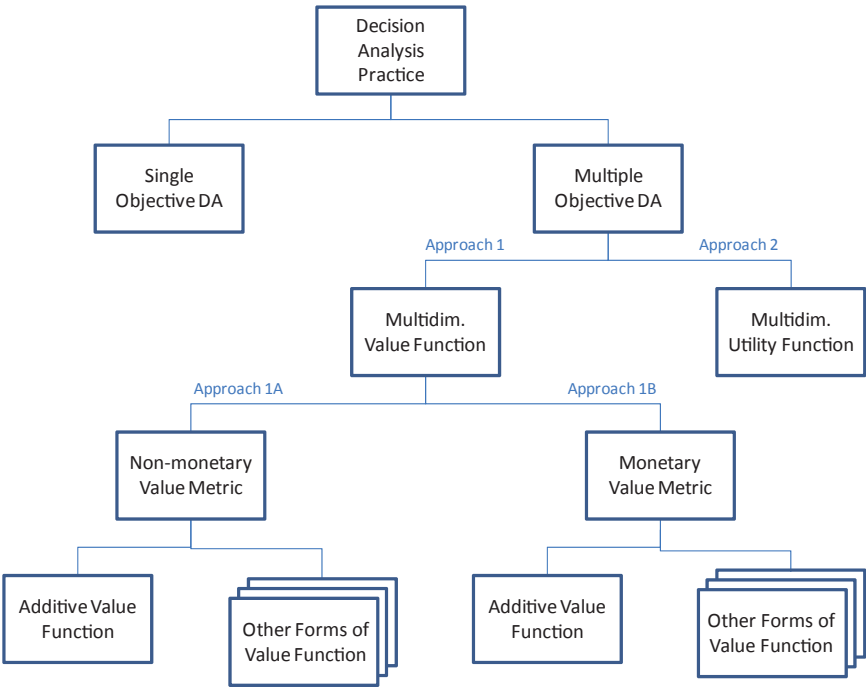 Decision
Analysis
Practice
Single
Objective DA
Multiple
Objective DA
Approach 1
Approach 2
Multidim.
Value Function
Multidim.
Utility Function
Approach 1A
Approach 1B
Non-monetary
Value Metric
Monetary
Value Metric
Additive Value
Function
Other Forms of
Value Function
Additive Value
Function
Other Forms of
Value Function